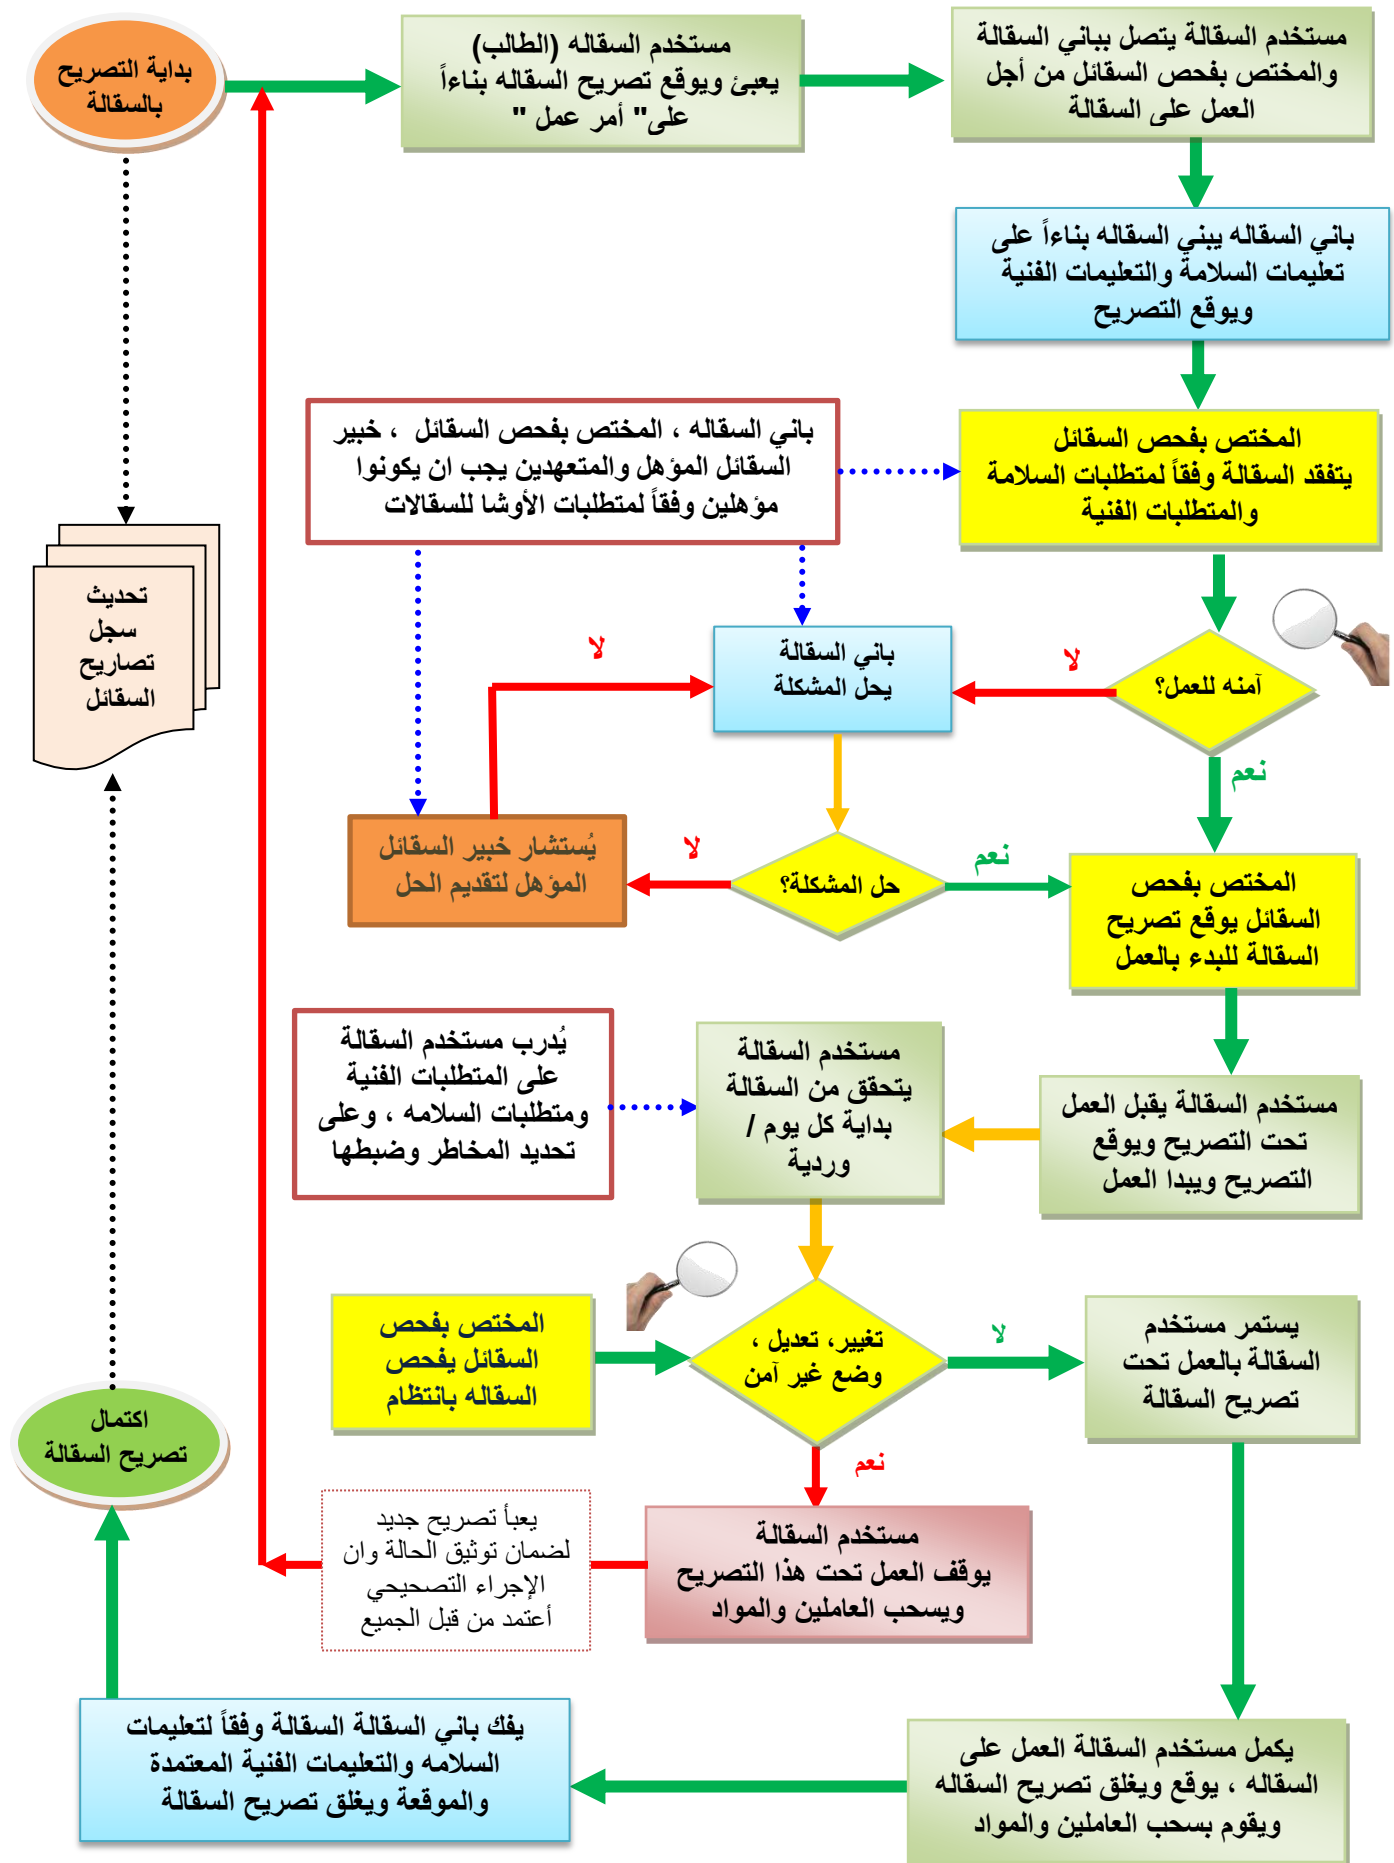 بداية التصريح
بالسقالة
مستخدم السقاله (الطالب)
يعبئ ويوقع تصريح السقاله بناءاً
على" أمر عمل "
مستخدم السقالة يتصل بباني السقالة
والمختص بفحص السقائل من أجل
العمل على السقالة
باني السقاله يبني السقاله بناءاً على
تعليمات السلامة والتعليمات الفنية
ويوقع التصريح
باني السقاله ، المختص بفحص السقائل ، خبير
السقائل المؤهل والمتعهدين يجب ان يكونوا
مؤهلين وفقاً لمتطلبات الأوشا للسقالات
المختص بفحص السقائل
يتفقد السقالة وفقاً لمتطلبات السلامة
والمتطلبات الفنية
تحديث
سجل
تصاريح
السقائل
آمنه للعمل؟
لا
نعم
باني السقالة
يحل المشكلة
لا
حل المشكلة؟
نعم
لا
يُستشار خبير السقائل
المؤهل لتقديم الحل
المختص بفحص
السقائل يوقع تصريح
السقالة للبدء بالعمل
مستخدم السقالة يقبل العمل
تحت التصريح ويوقع
التصريح ويبدا العمل
مستخدم السقالة
يتحقق من السقالة
بداية كل يوم /
وردية
يُدرب مستخدم السقالة
على المتطلبات الفنية
ومتطلبات السلامه ، وعلى
تحديد المخاطر وضبطها
المختص بفحص
السقائل يفحص
السقاله بانتظام
تغيير، تعديل ،
وضع غير آمن
لا
يستمر مستخدم
السقالة بالعمل تحت
تصريح السقالة
نعم
مستخدم السقالة
يوقف العمل تحت هذا التصريح
ويسحب العاملين والمواد
يعبأ تصريح جديد
لضمان توثيق الحالة وان
الإجراء التصحيحي
أعتمد من قبل الجميع
اكتمال
تصريح السقالة
يكمل مستخدم السقالة العمل على
السقاله ، يوقع ويغلق تصريح السقاله
ويقوم بسحب العاملين والمواد
يفك باني السقالة السقالة وفقاً لتعليمات
السلامه والتعليمات الفنية المعتمدة
والموقعة ويغلق تصريح السقالة